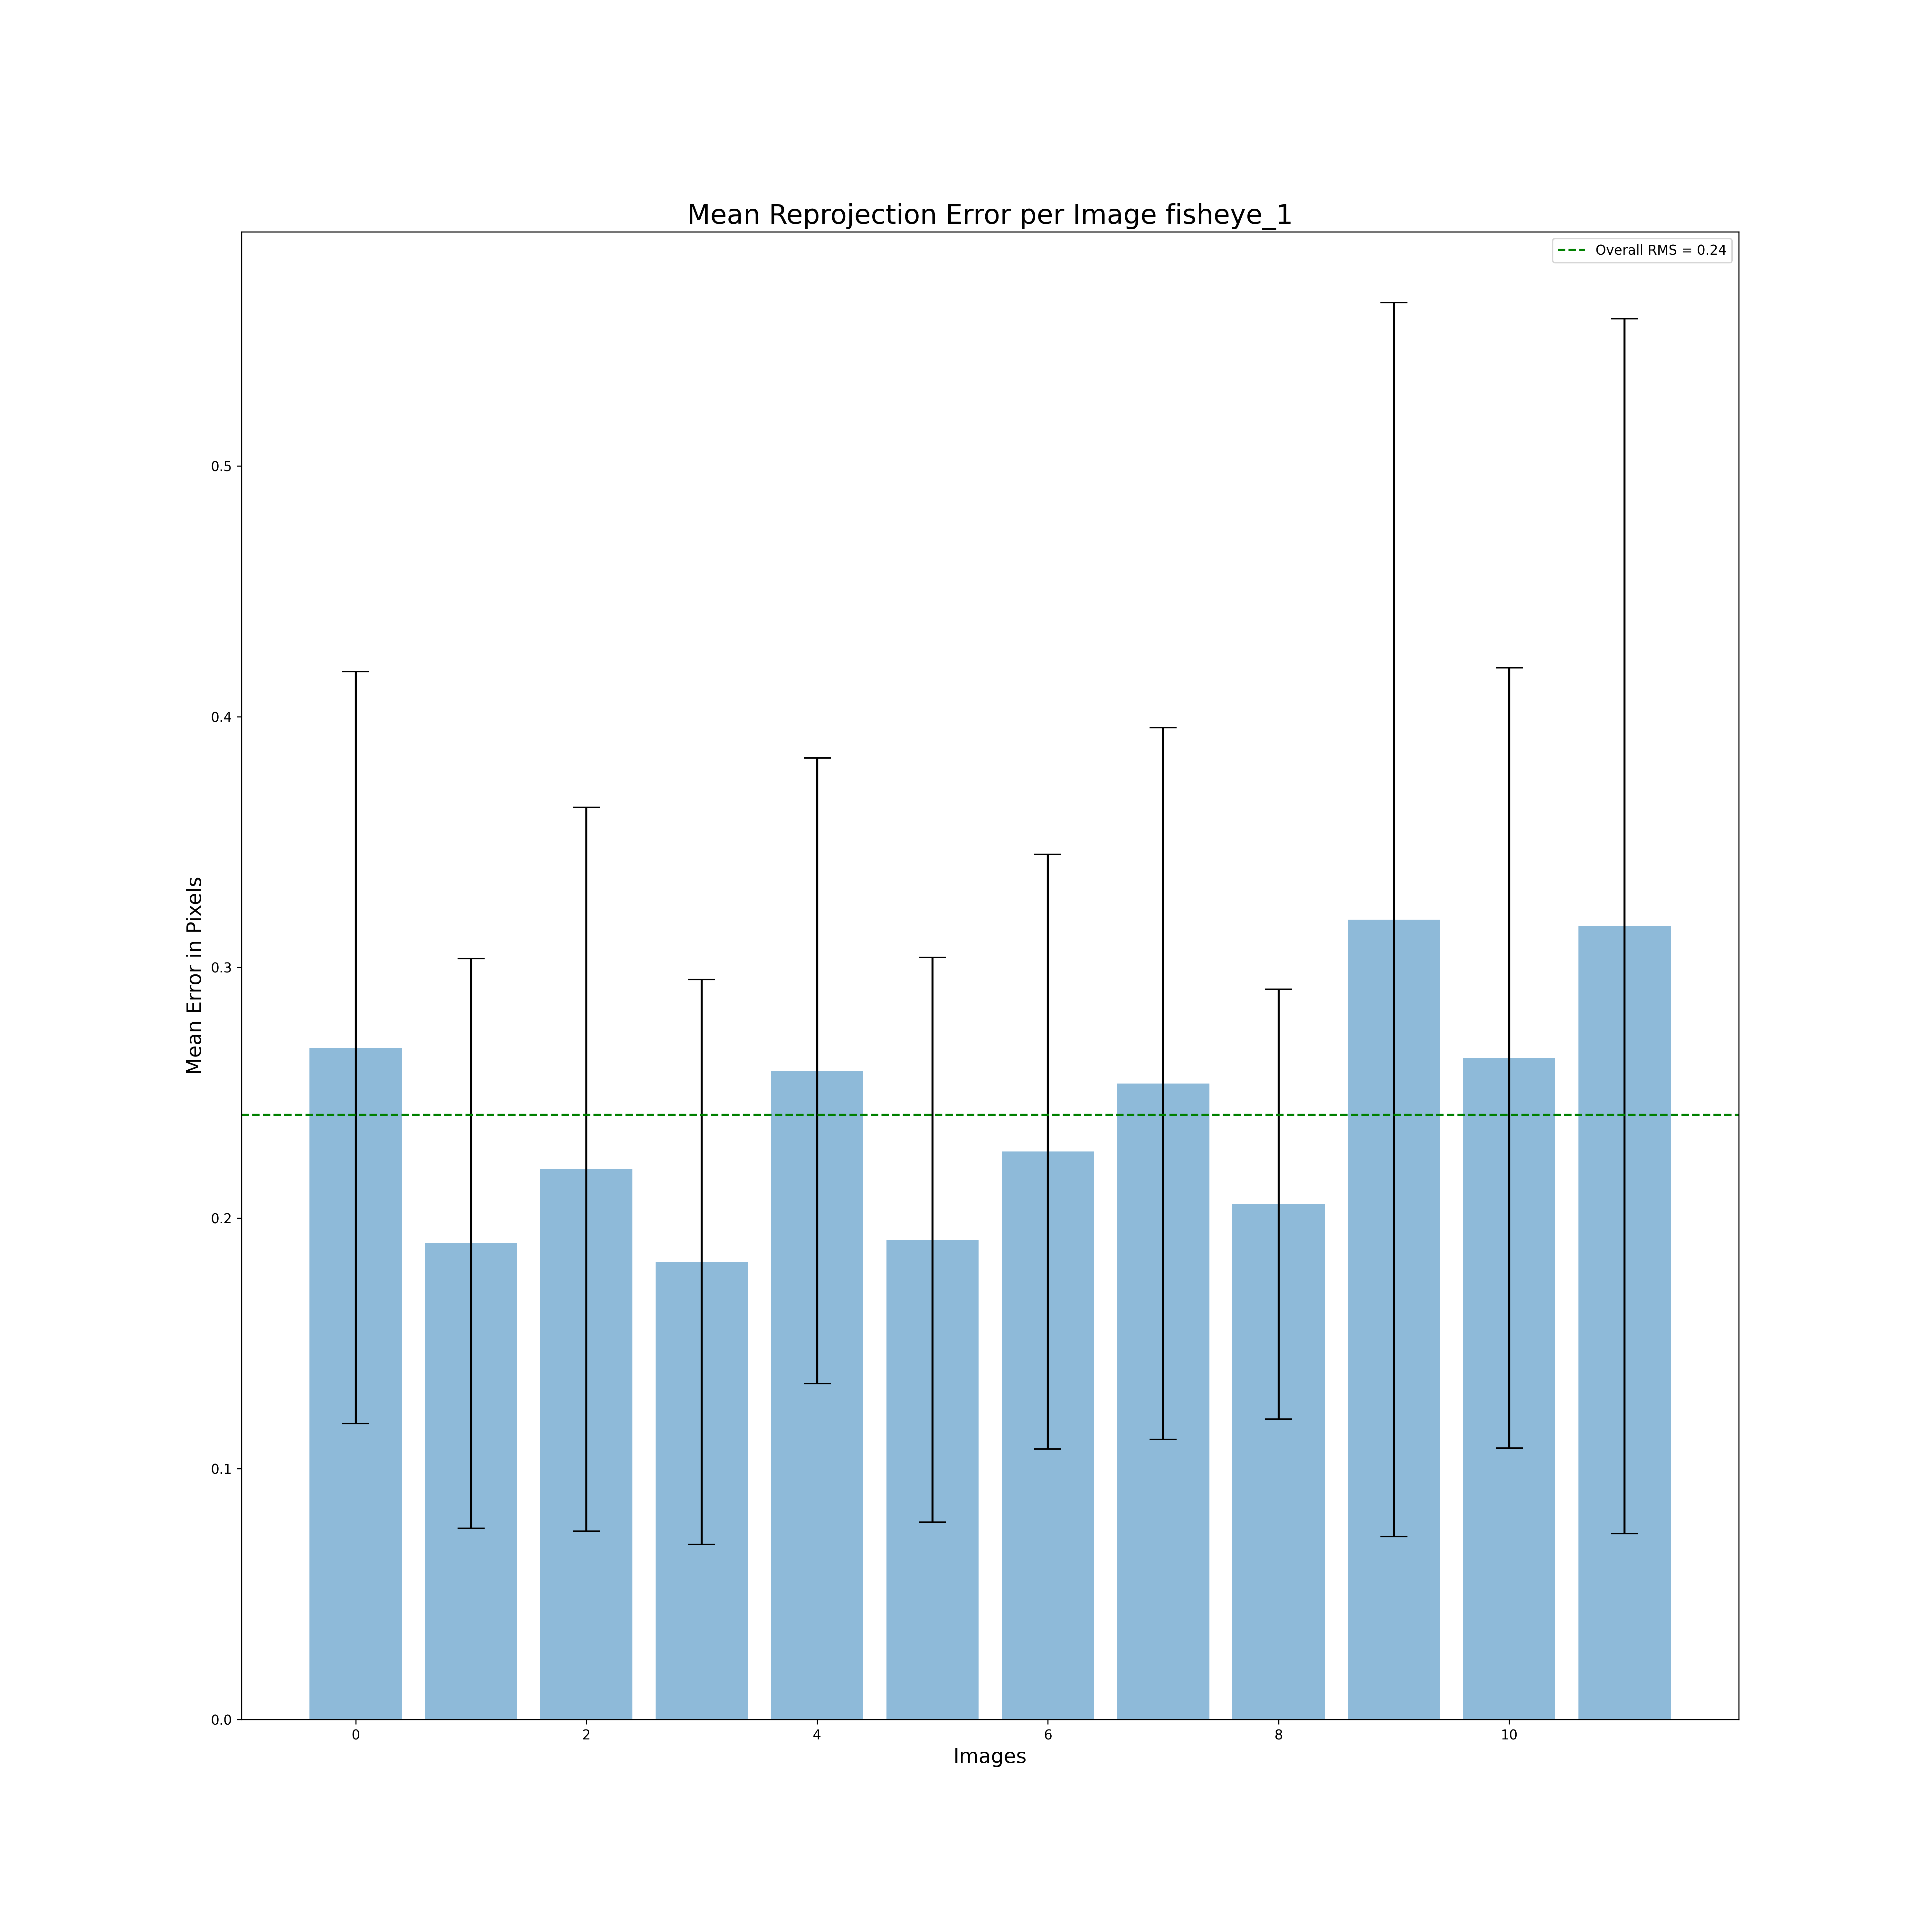 Mean Reprojection Error per Image fisheye_1
Overall RMS = 0.24
Mean Error in Pixels
0.5
0.4
0.3
0.2
0.1
0.0
0 2 4 6 8 10
Images